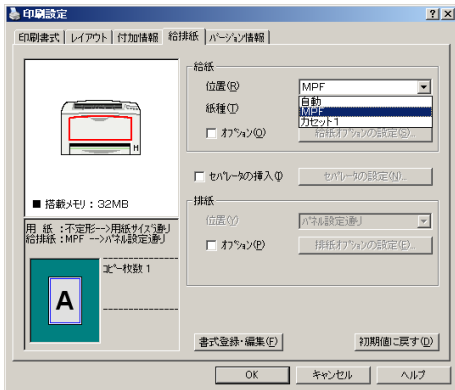 印刷設定
印刷書式 レイアウト 付加情報 給排紙 バージョン情報
給紙
位置(R) MPF
自動
MPF
カセット1
紙種(T)
オプション(O) 給紙オプションの設定(S)...
H
セパレータの挿入(I) セパレータの設定(N)...
■ 搭載メモリ : 32MB
排紙
位置(Y) パネル設定通り
用 紙 :不定形-->用紙サイズ通り
給排紙 :MPF -->パネル設定通り
オプション(P) 排紙オプションの設定(E)...
コピー枚数 1
A
書式登録・編集(F) 初期値に戻す(D)
OK キャンセル ヘルプ